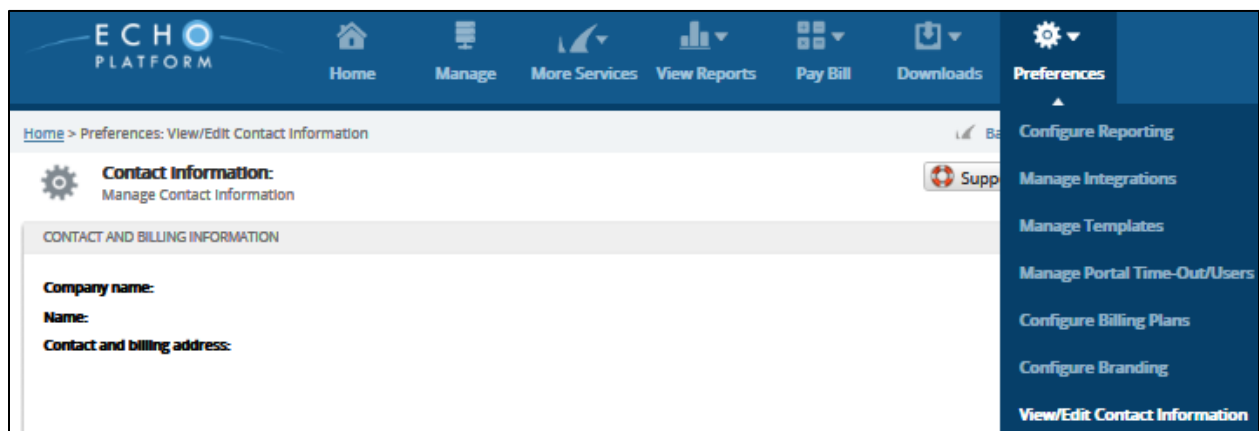 ECHO
PLATFORM
Home
Manage
More Services
View Reports
Pay Bill
Downloads
Preferences
Home > Preferences: View/Edit Contact Information
Ba
Configure Reporting
Contact Information:
Manage Contact Information
Supp
Manage Integrations
Manage Templates
CONTACT AND BILLING INFORMATION
Manage Portal Time-Out/Users
Company name:
Name:
Configure Billing Plans
Contact and billing address:
Configure Branding
View/Edit Contact Information